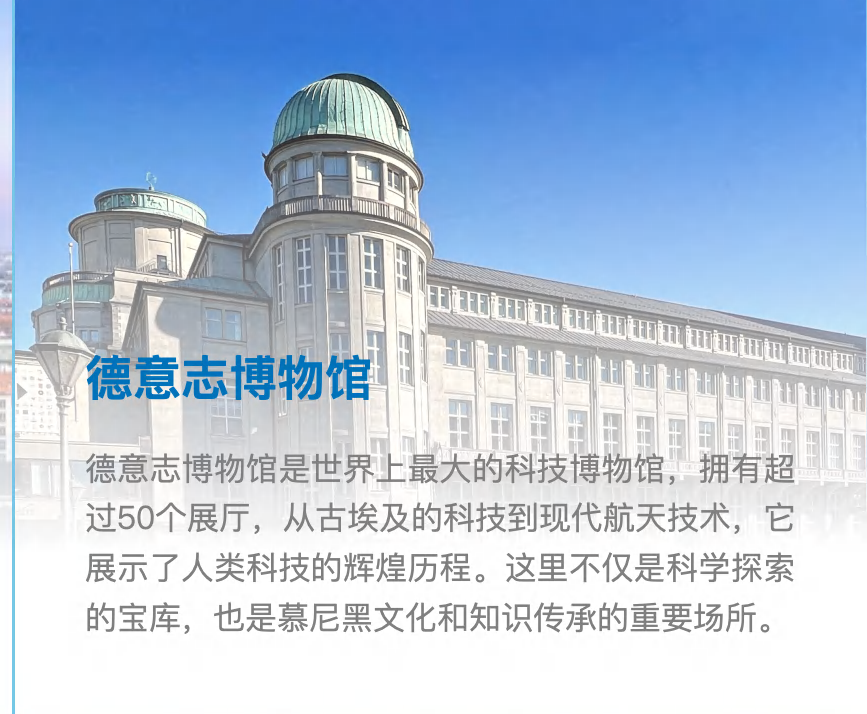 德意志博物馆
德意志博物馆是世界上最大的科技博物馆，拥有超
过50个展厅，从古埃及的科技到现代航天技术，它
展示了人类科技的辉煌历程。这里不仅是科学探索
的宝库，也是慕尼黑文化和知识传承的重要场所。